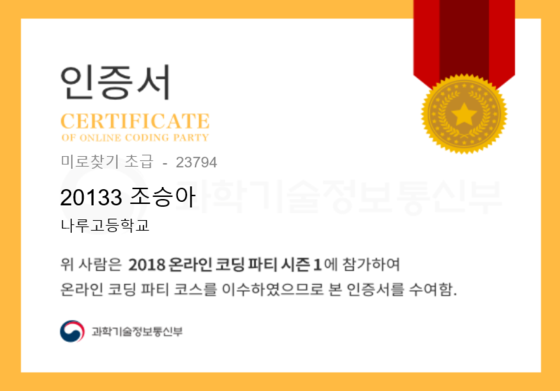 인증서
CERTIFICATE
OF ONLINE CODING PARTY
미로찾기 초급 - 23794
20133 조승아
과학기술정보통신부
나루고등학교
위 사람은 2018 온라인 코딩 파티 시즌 1에 참가하여
온라인 코딩 파티 코스를 이수하였으므로 본 인증서를 수여함.
과학기술정보통신부